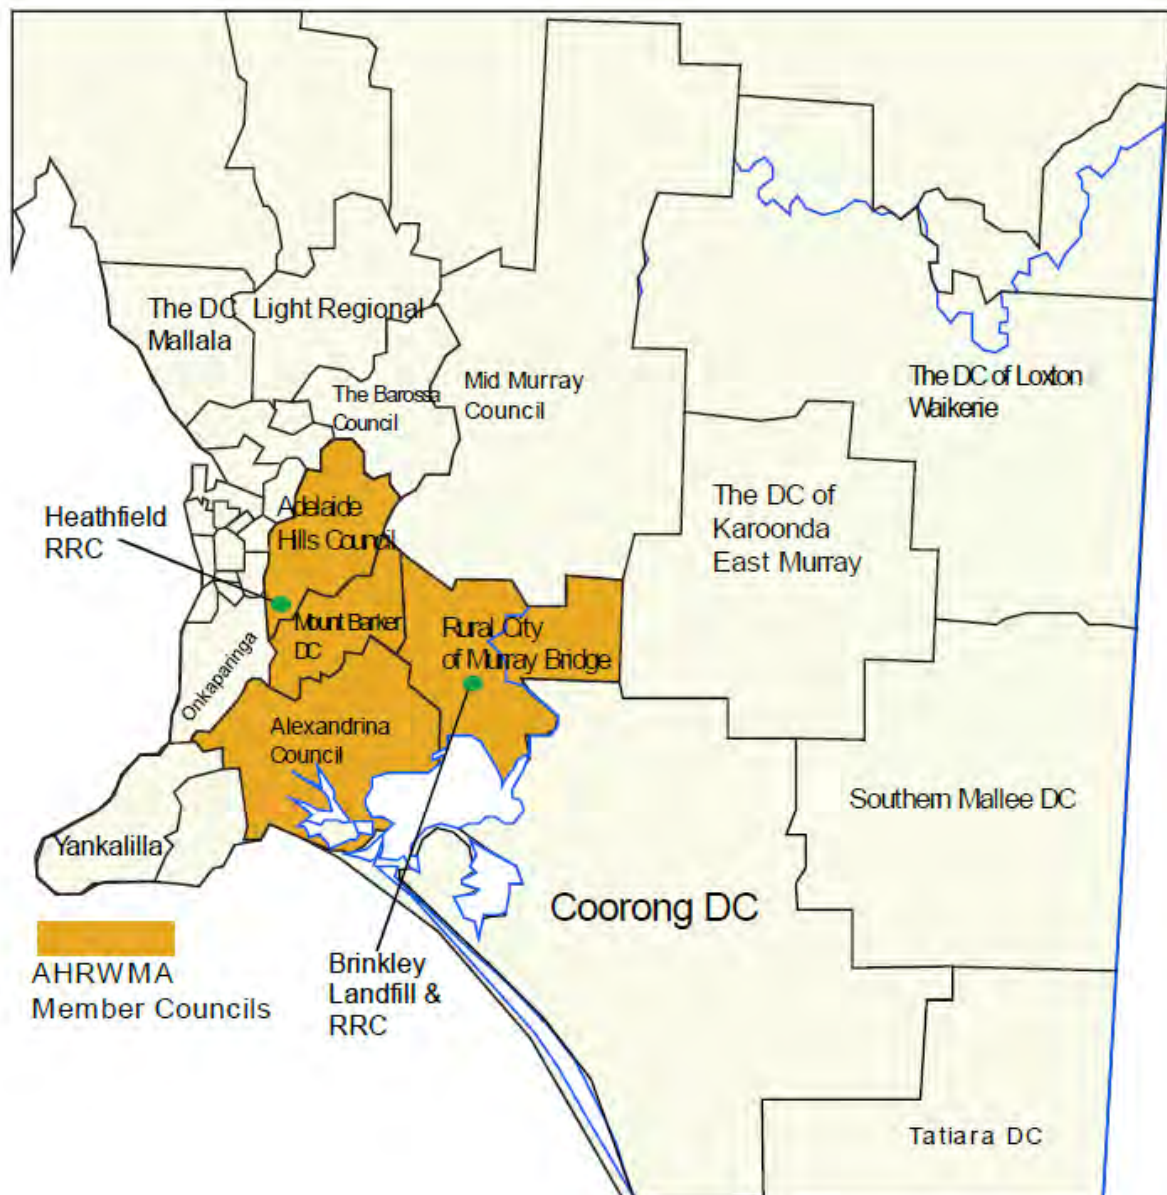 The DC
Mallala
Light Regional
The Barossa
Council
Mid Murray
Council
The DC of Loxton
Waikerie
Heathfield
RRC
Adelaide
Hills Council
The DC of
Karoonda
East Murray
Mount Barker
DC
Rural City
of Murray Bridge
Onkaparinga
Alexandrina
Council
Southern Mallee DC
Yankalilla
Coorong DC
AHRWMA
Member Councils
Brinkley
Landfill &
RRC
Tatiara DC